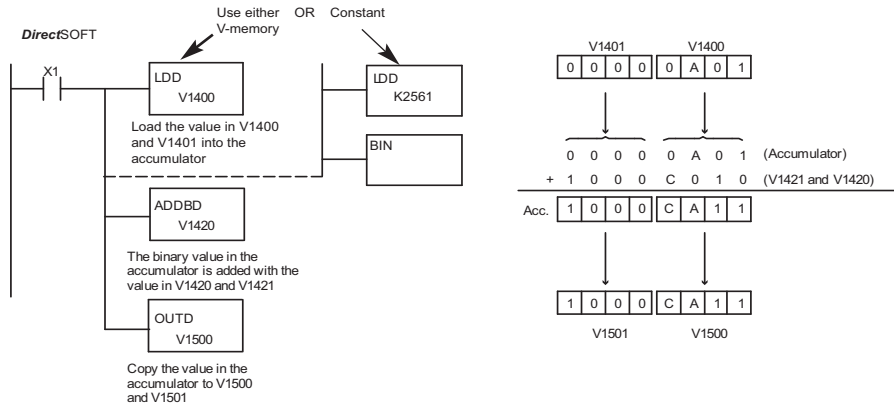 Use either OR Constant
V-memory
DirectSOFT
X1
LDD
V1400
Load the value in V1400
and V1401 into the
accumulator
LDD
K2561
BIN
ADDBD
V1420
The binary value in the
accumulator is added with the
value in V1420 and V1421
OUTD
V1500
Copy the value in the
accumulator to V1500
and V1501
V1401 V1400
0 0 0 0 0 A 0 1
0 0 0 0 0 A 0 1 (Accumulator)
+ 1 0 0 0 C 0 1 0 (V1421 and V1420)
Acc. 1 0 0 0 C A 1 1
1 0 0 0 C A 1 1
V1501 V1500